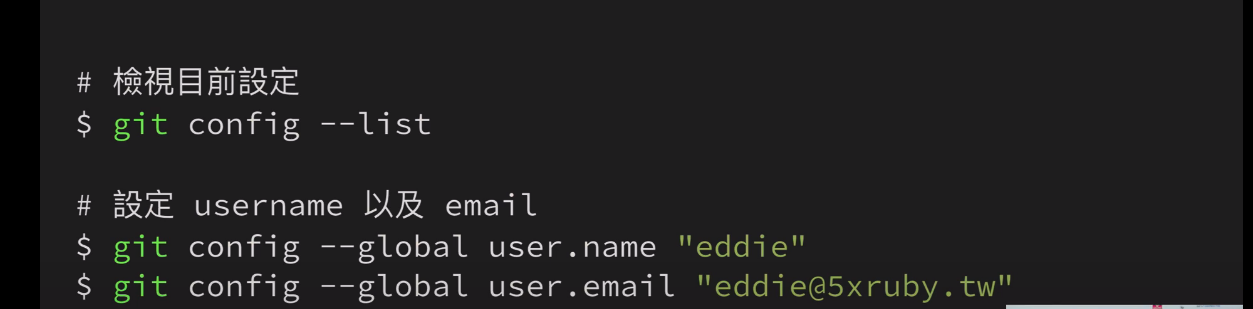 # 檢視目前設定
$ git config --list
# 設定 username 以及 email
$ git config --global user.name "eddie"
$ git config --global user.email "eddie@5xruby.tw"